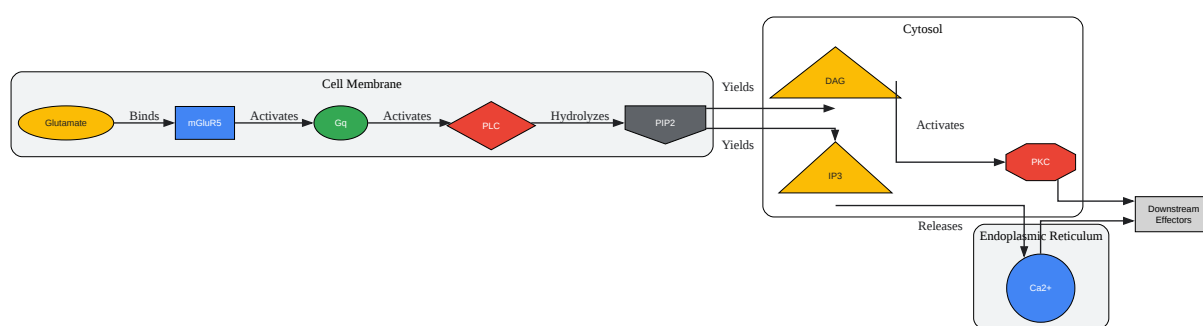 Cell Membrane
Glutamate
Binds
mGluR5
Activates
Gq
Activates
PLC
Hydrolyzes
PIP2
Yields
Yields
Cytosol
DAG
Activates
IP3
PKC
Releases
Endoplasmic Reticulum
Ca2+
Downstream
Effectors